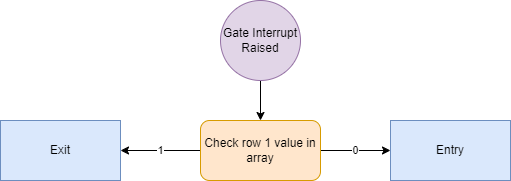 Gate Interrupt
Raised
Exit
1
Check row 1 value in
array
0
Entry